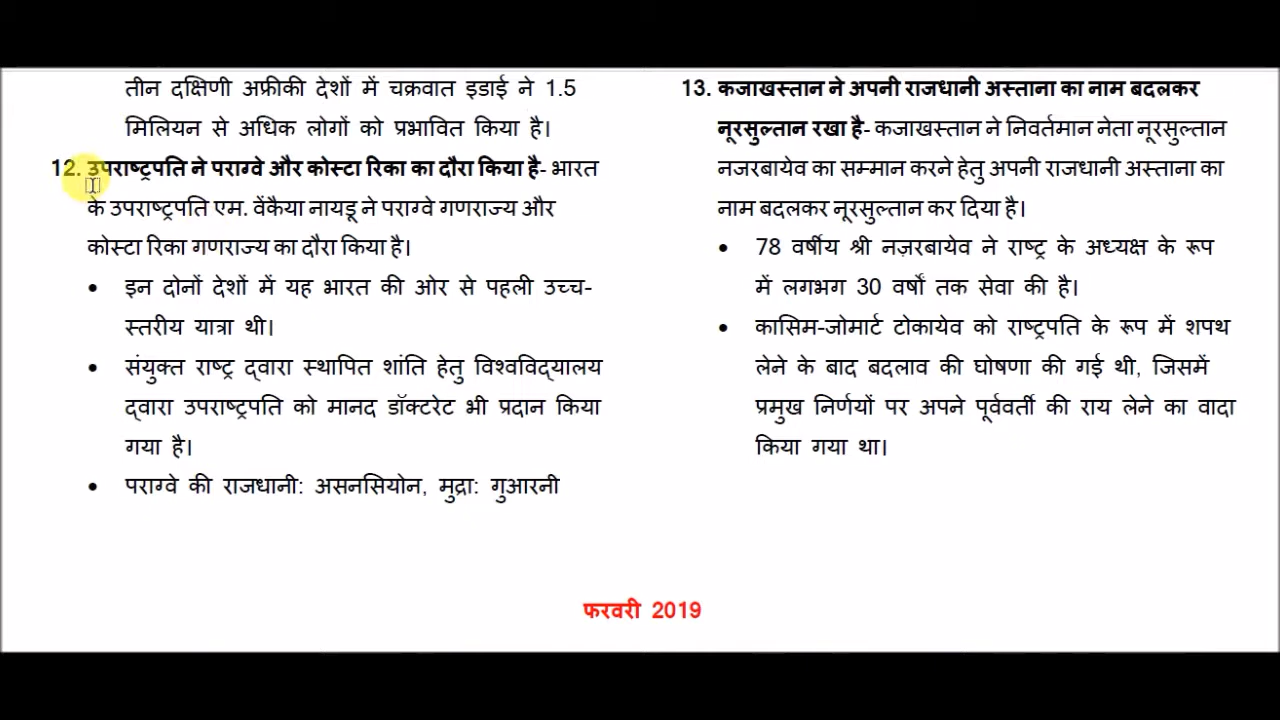 तीन दक्षिणी अफ्रीकी देशों में चक्रवात इडाई ने 1.5
मिलियन से अधिक लोगों को प्रभावित किया है।
12. उपराष्ट्रपति ने पराग्वे और कोस्टा रिका का दौरा किया है- भारत
के उपराष्ट्रपति एम. वेंकैया नायडू ने पराग्वे गणराज्य और
कोस्टा रिका गणराज्य का दौरा किया है।
• इन दोनों देशों में यह भारत की ओर से पहली उच्च-
स्तरीय यात्रा थी।
• संयुक्त राष्ट्र द्वारा स्थापित शांति हेतु विश्वविद्यालय
द्वारा उपराष्ट्रपति को मानद डॉक्टरेट भी प्रदान किया
गया है।
• पराग्वे की राजधानी: असनसियोन, मुद्रा: गुआरनी
13. कजाखस्तान ने अपनी राजधानी अस्ताना का नाम बदलकर
नूरसुल्तान रखा है- कजाखस्तान ने निवर्तमान नेता नूरसुल्तान
नजरबायेव का सम्मान करने हेतु अपनी राजधानी अस्ताना का
नाम बदलकर नूरसुल्तान कर दिया है।
• 78 वर्षीय श्री नज़रबायेव ने राष्ट्र के अध्यक्ष के रूप
में लगभग 30 वर्षों तक सेवा की है।
• कासिम-जोमार्ट टोकायेव को राष्ट्रपति के रूप में शपथ
लेने के बाद बदलाव की घोषणा की गई थी, जिसमें
प्रमुख निर्णयों पर अपने पूर्ववर्ती की राय लेने का वादा
किया गया था।
फरवरी 2019